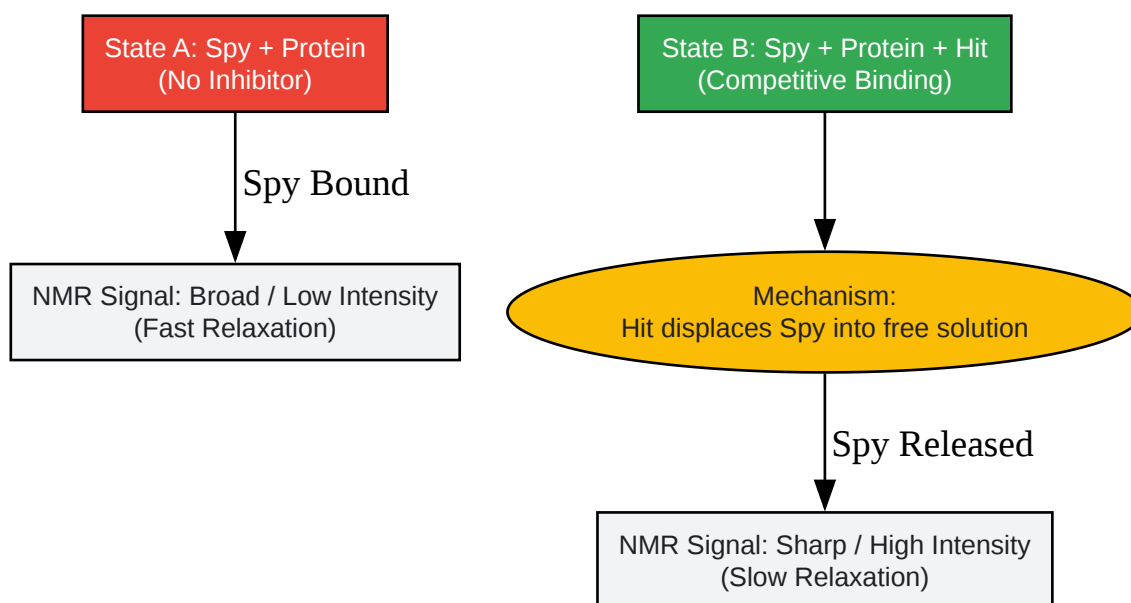 State A: Spy + Protein
(No Inhibitor)
Spy Bound
NMR Signal: Broad / Low Intensity
(Fast Relaxation)
State B: Spy + Protein + Hit
(Competitive Binding)
Mechanism:
Hit displaces Spy into free solution
Spy Released
NMR Signal: Sharp / High Intensity
(Slow Relaxation)